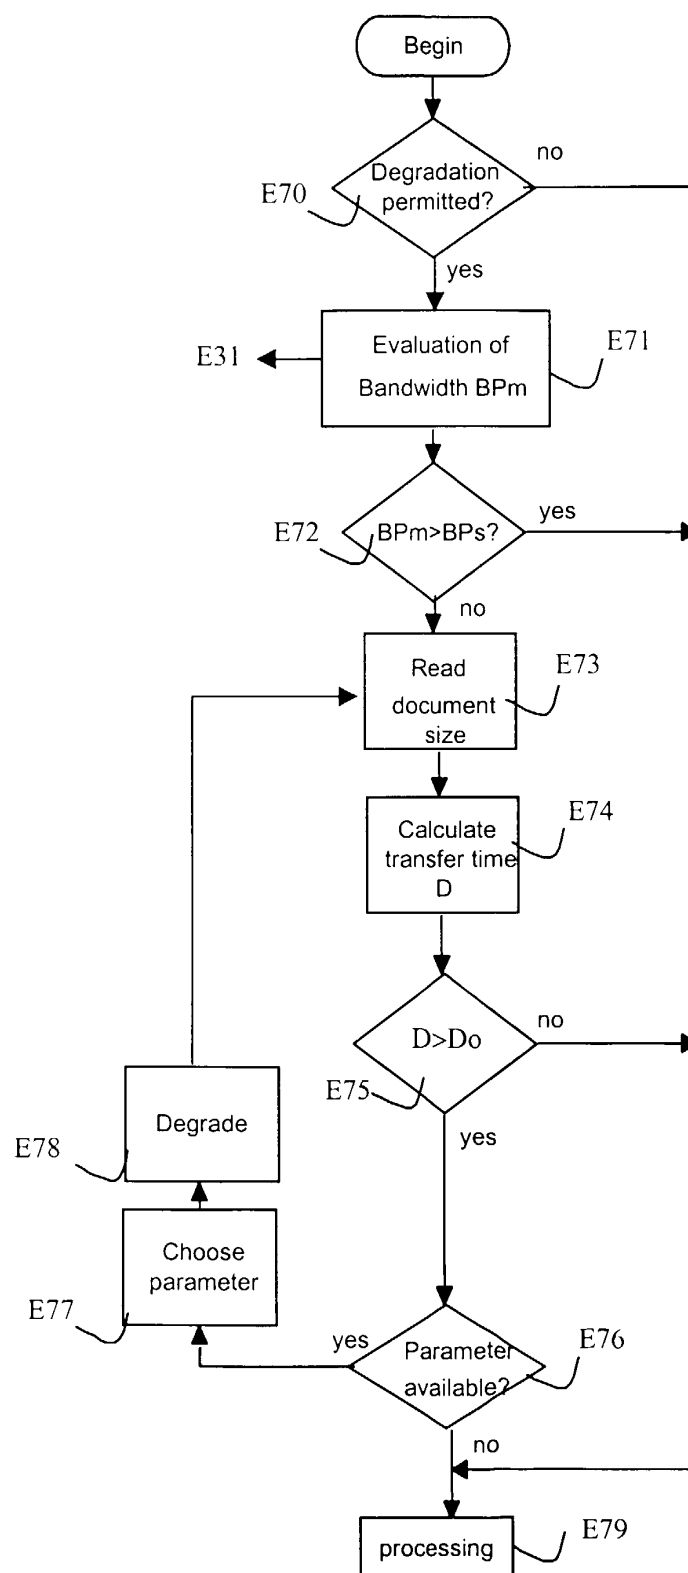 Begin
no
Degradation
permitted?
E70
yes
E31
Evaluation of
Bandwidth BPm
E71
BPm>BPs?
yes
E72
no
Read
document
size
E73
Calculate
transfer time
D
E74
D>Do
no
E75
yes
Degrade
E78
Choose
parameter
E77
yes
Parameter
available?
E76
no
processing
E79